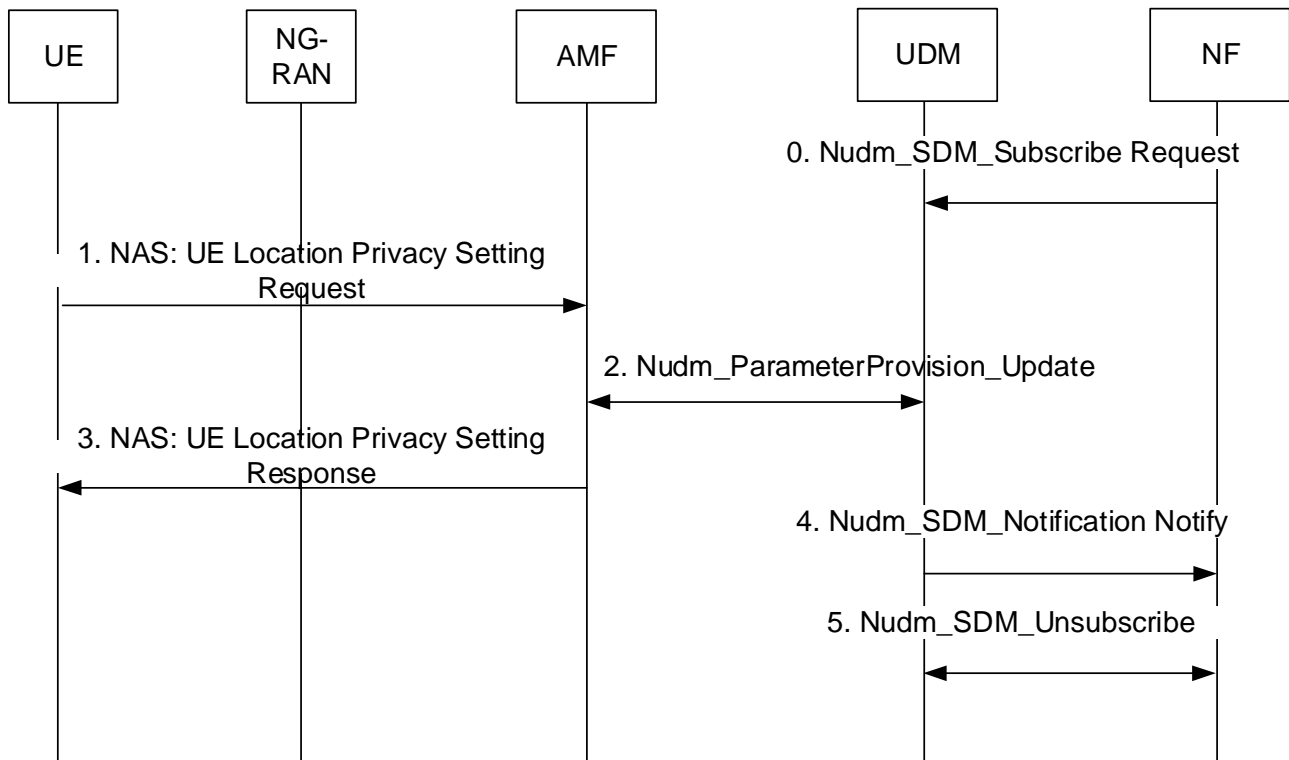 UE
NG-
RAN
AMF
UDM
NF
0. Nudm_SDM_Subscribe Request
1. NAS: UE Location Privacy Setting
Request
2. Nudm_ParameterProvision_Update
3. NAS: UE Location Privacy Setting
Response
4. Nudm_SDM_Notification Notify
5. Nudm_SDM_Unsubscribe